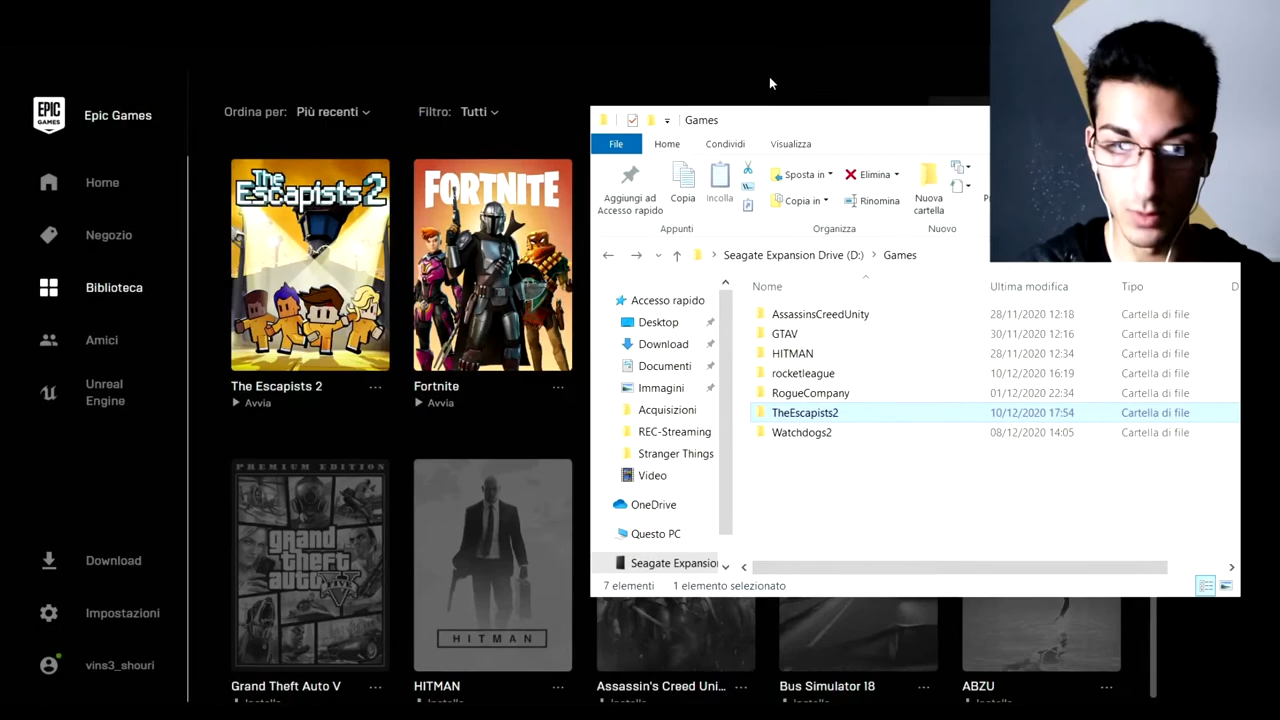 EPIC
GAMES
Epic Games
Home
Negozio
Biblioteca
Amici
Unreal
Engine
Download
Impostazioni
vins3_shouri
Ordina per: Più recenti
Filtro: Tutti
The
Escapists 2
The Escapists 2
Avvia
FORTNITE
Fortnite
Avvia
PREMIUM EDITION
grand
theft
auto V
FIVE
Grand Theft Auto V
Installa
HITMAN
HITMAN
Installa
Assassin's Creed Uni...
Installa
Bus Simulator 18
Installa
ABZU
Installa
Games
File
Home
Condividi
Visualizza
Aggiungi ad
Accesso rapido
Copia
Incolla
Appunti
Sposta in
Copia in
Elimina
Rinomina
Organizza
Nuova
cartella
Nuovo
Seagate Expansion Drive (D:) > Games
Accesso rapido
Desktop
Download
Documenti
Immagini
Acquisizioni
REC-Streaming
Stranger Things
Video
OneDrive
Questo PC
Seagate Expansio
Nome Ultima modifica Tipo D
AssassinsCreedUnity 28/11/2020 12:18 Cartella di file
GTAV 30/11/2020 12:16 Cartella di file
HITMAN 28/11/2020 12:34 Cartella di file
rocketleague 10/12/2020 16:19 Cartella di file
RogueCompany 01/12/2020 22:34 Cartella di file
TheEscapists2 10/12/2020 17:54 Cartella di file
Watchdogs2 08/12/2020 14:05 Cartella di file
7 elementi 1 elemento selezionato